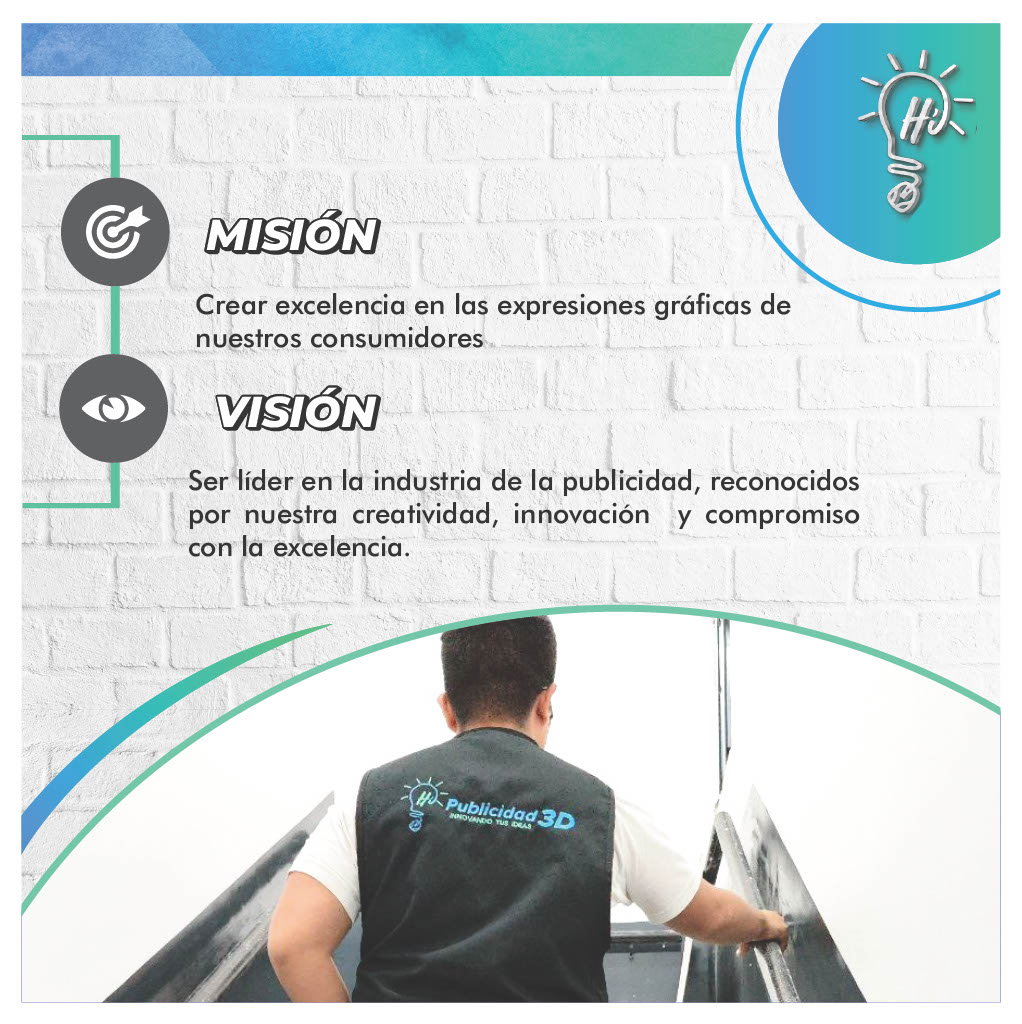 HJ
MISIÓN
Crear excelencia en las expresiones gráficas de
nuestros consumidores
VISIÓN
Ser líder en la industria de la publicidad, reconocidos
por nuestra creatividad, innovación y compromiso
con la excelencia.
HJ Publicidad 3D
INNOVANDO TUS IDEAS